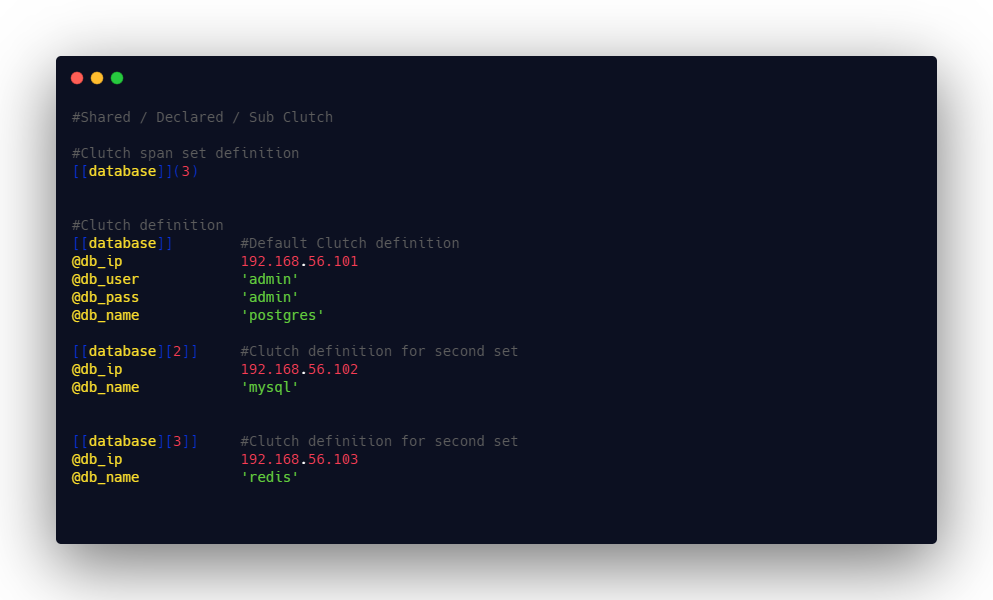 #Shared / Declared / Sub Clutch
#Clutch span set definition
[[database]](3)
#Clutch definition
[[database]]        #Default Clutch definition
@db_ip              192.168.56.101
@db_user            'admin'
@db_pass            'admin'
@db_name            'postgres'
[[database][2]]     #Clutch definition for second set
@db_ip              192.168.56.102
@db_name            'mysql'
[[database][3]]     #Clutch definition for second set
@db_ip              192.168.56.103
@db_name            'redis'